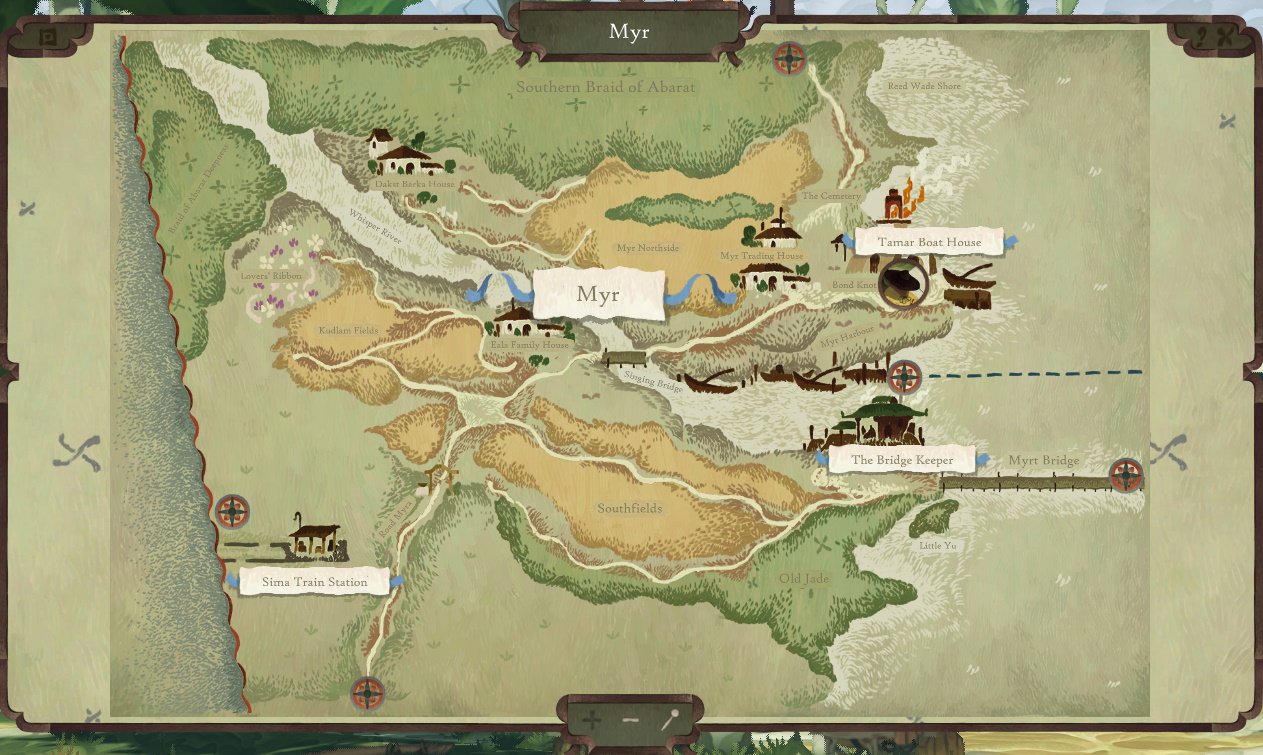 Myr
Southern Braid of Abarat
Reed Wade Shore
Dakst Barka House
The Cemetery
Whisper River
Myr Northside
Tamar Boat House
Myr Trading House
Lovers' Ribbon
Bond Knot
Myr
Kudlam Fields
Eala Family House
Myr Harbour
Singing Bridge
The Bridge Keeper
Myrt Bridge
Southfields
Little Yu
Sima Train Station
Old Jade